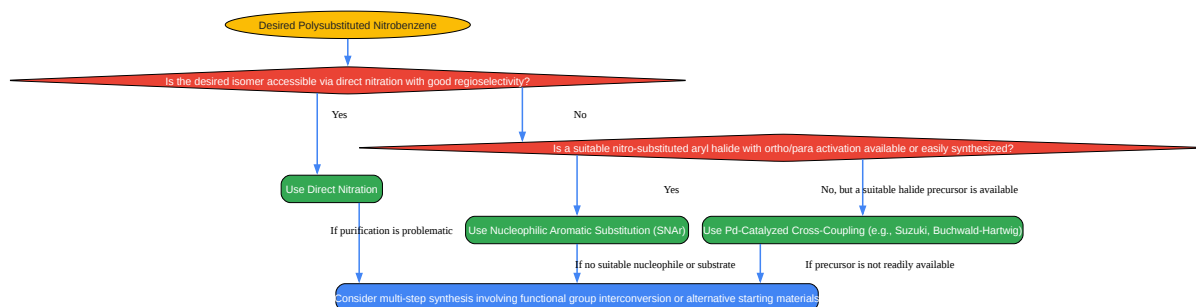 Desired Polysubstituted Nitrobenzene
Is the desired isomer accessible via direct nitration with good regioselectivity?
Yes
No
Is a suitable nitro-substituted aryl halide with ortho/para activation available or easily synthesized?
Use Direct Nitration
Yes
No, but a suitable halide precursor is available
If purification is problematic
Use Nucleophilic Aromatic Substitution (SNAr)
Use Pd-Catalyzed Cross-Coupling (e.g., Suzuki, Buchwald-Hartwig)
If no suitable nucleophile or substrate
If precursor is not readily available
Consider multi-step synthesis involving functional group interconversion or alternative starting materials